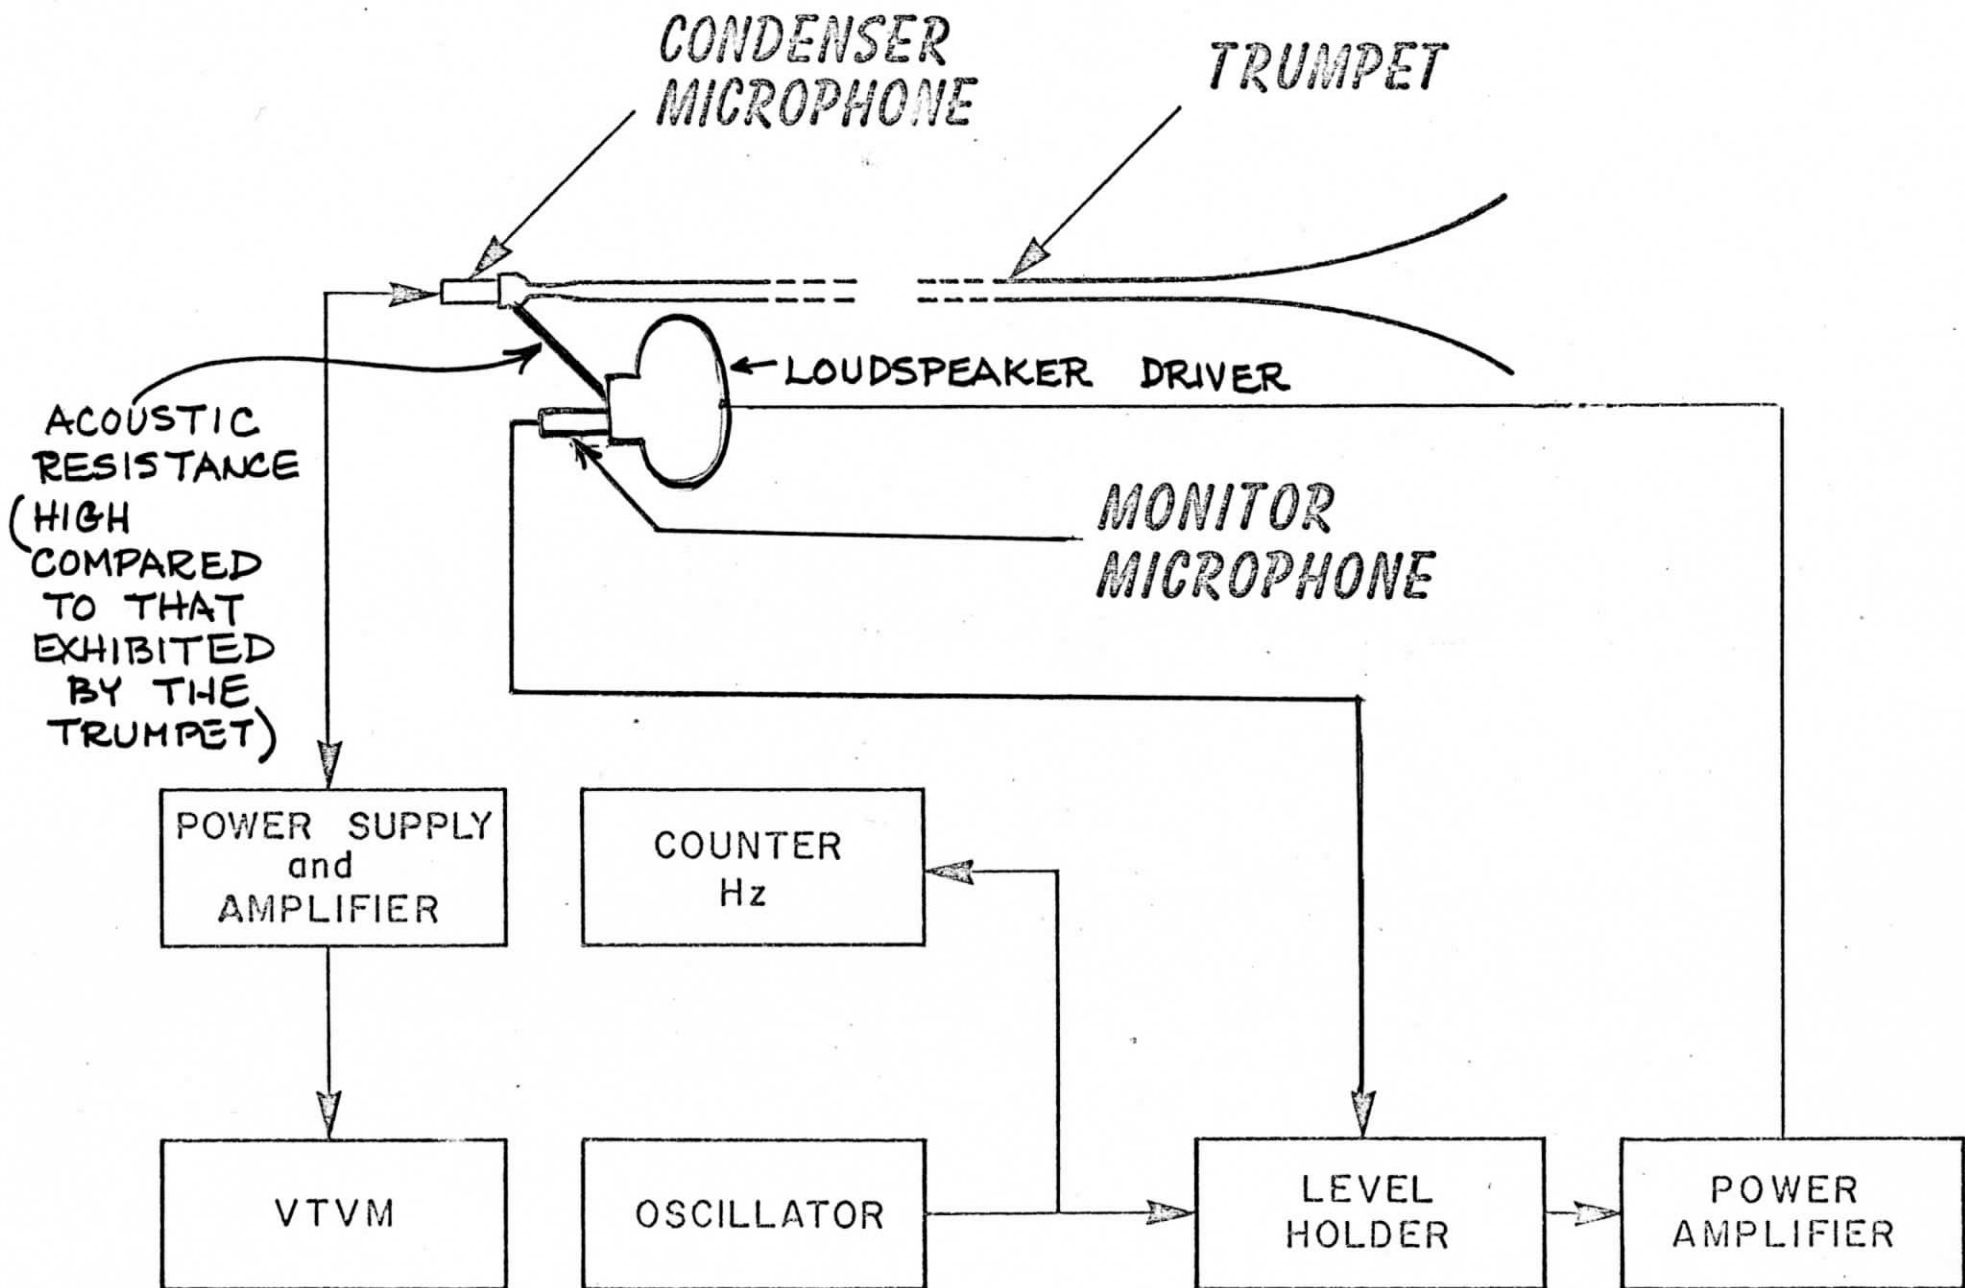 CONDENSER
MICROPHONE
TRUMPET
LOUDSPEAKER DRIVER
ACOUSTIC
RESISTANCE
(HIGH
COMPARED
TO THAT
EXHIBITED
BY THE
TRUMPET)
MONITOR
MICROPHONE
POWER SUPPLY
and
AMPLIFIER
COUNTER
Hz
VTVM
OSCILLATOR
LEVEL
HOLDER
POWER
AMPLIFIER